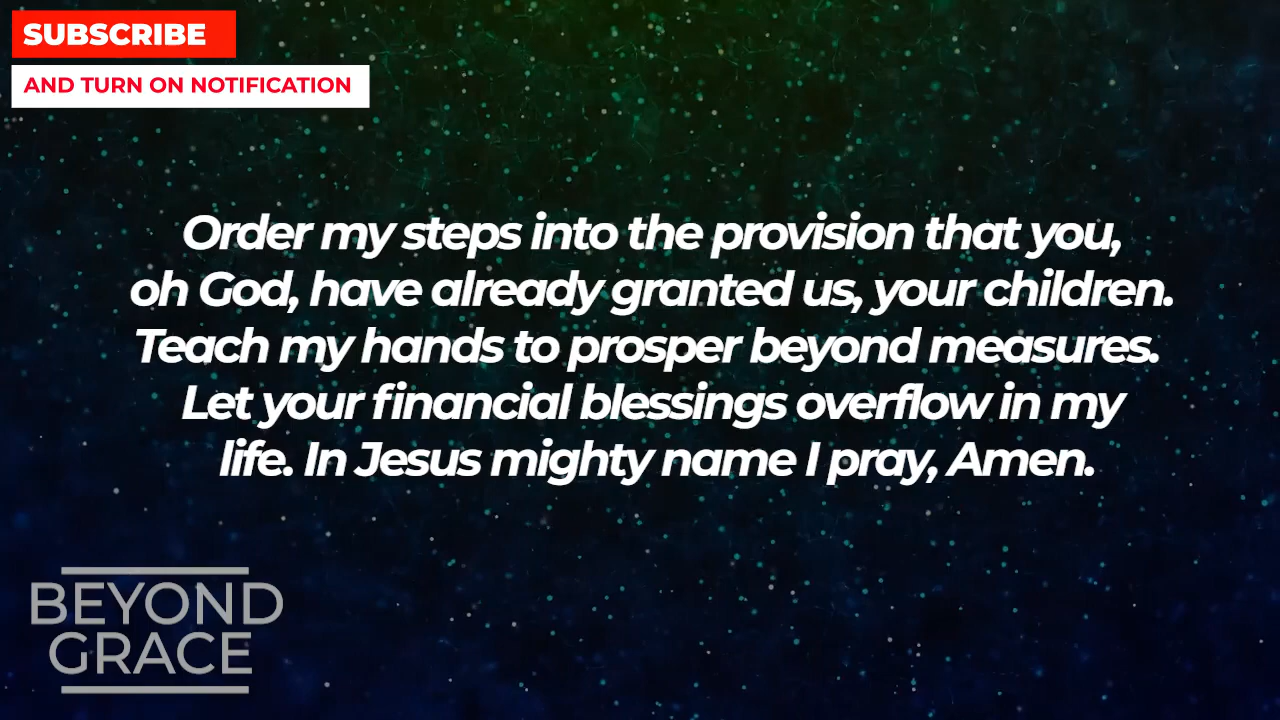 SUBSCRIBE
AND TURN ON NOTIFICATION
Order my steps into the provision that you,
oh God, have already granted us, your children.
Teach my hands to prosper beyond measures.
Let your financial blessings overflow in my
life. In Jesus mighty name I pray, Amen.
BEYOND
GRACE